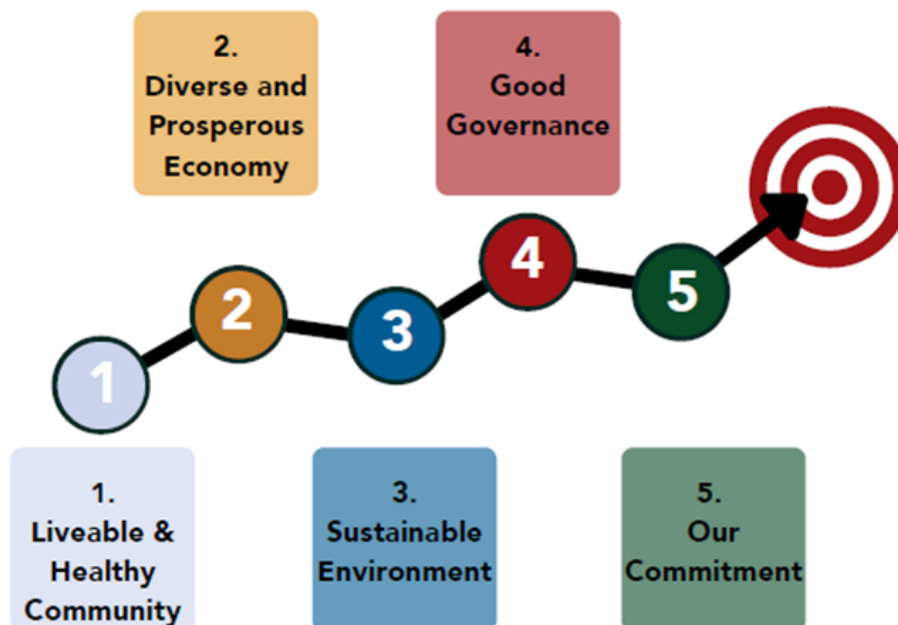 2.
Diverse and
Prosperous
Economy
4.
Good
Governance
1
2
3
4
5
1.
Liveable &
Healthy
Community
3.
Sustainable
Environment
5.
Our
Commitment